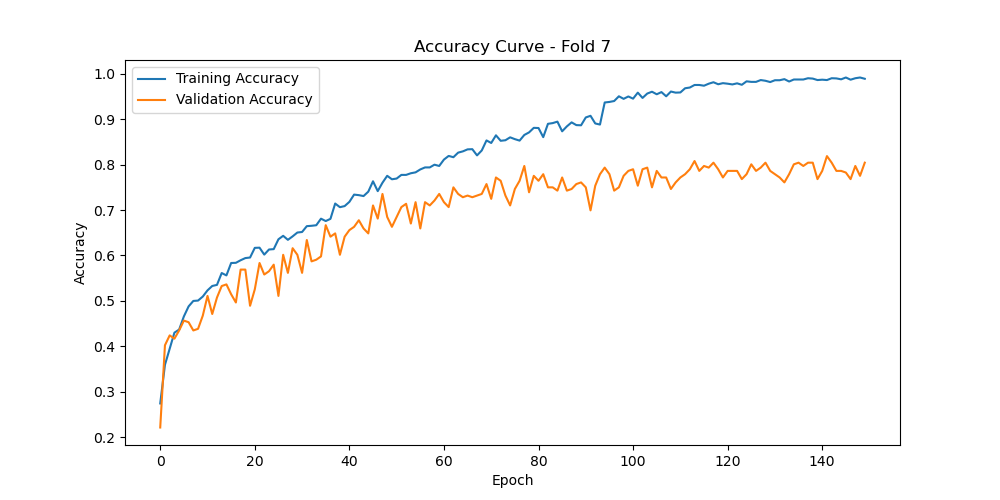 Accuracy Curve - Fold 7
Training Accuracy
Validation Accuracy
Accuracy
1.0
0.9
0.8
0.7
0.6
0.5
0.4
0.3
0.2
0 20 40 60 80 100 120 140
Epoch